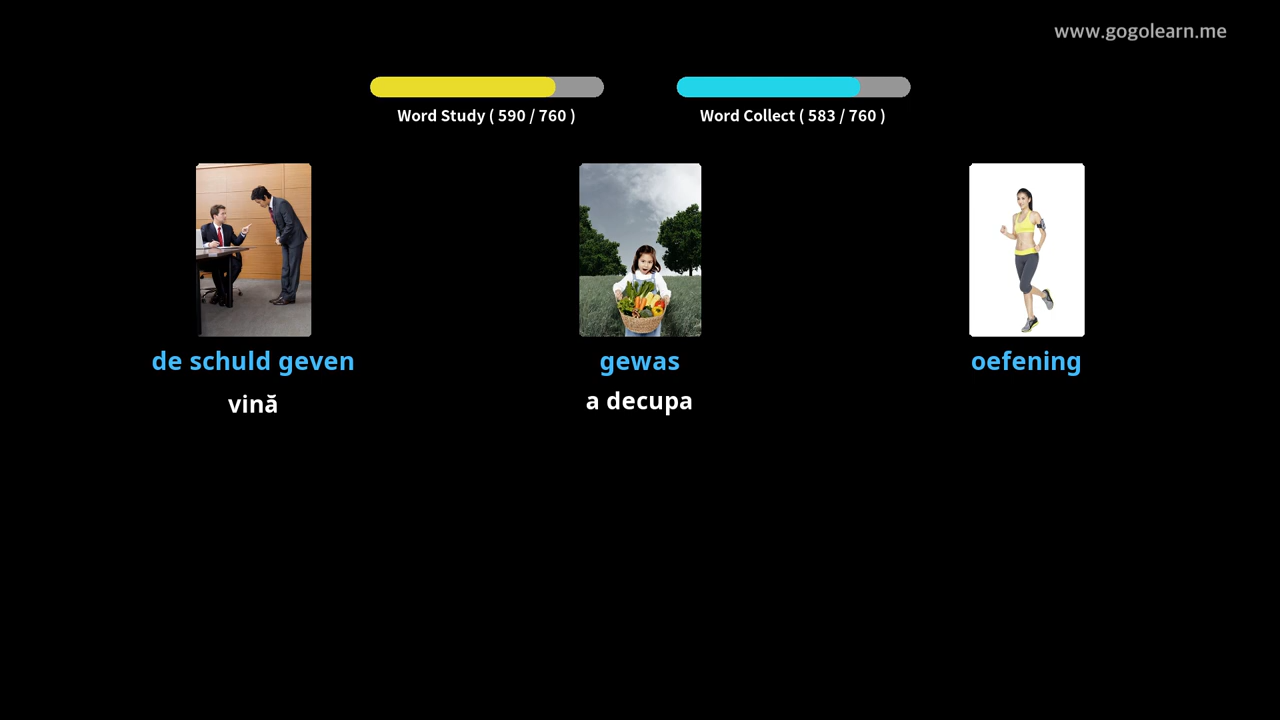 www.gogolearn.me
Word Study ( 590 / 760 )
Word Collect ( 583 / 760 )
de schuld geven
gewas
oefening
vină
a decupa